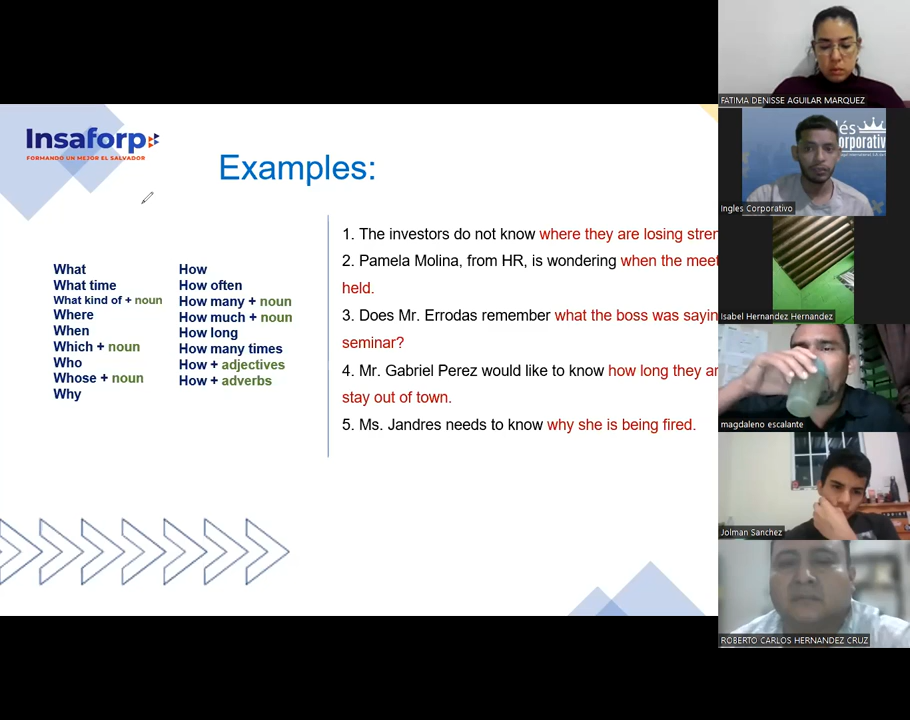 Insaforp
FORMANDO UN MEJOR EL SALVADOR
Examples:
What
What time
What kind of + noun
Where
When
Which + noun
Who
Whose + noun
Why
How
How often
How many + noun
How much + noun
How long
How many times
How + adjectives
How + adverbs
1. The investors do not know where they are losing
2. Pamela Molina, from HR, is wondering when the
held.
3. Does Mr. Errodas remember what the boss was
seminar?
4. Mr. Gabriel Perez would like to know how long they
stay out of town.
5. Ms. Jandres needs to know why she is being fired.
FATIMA DENISSE AGUILAR MARQUEZ
Ingles Corporativo
Isabel Hernandez Hernandez
magdaleno escalante
Jolman Sanchez
ROBERTO CARLOS HERNANDEZ CRUZ